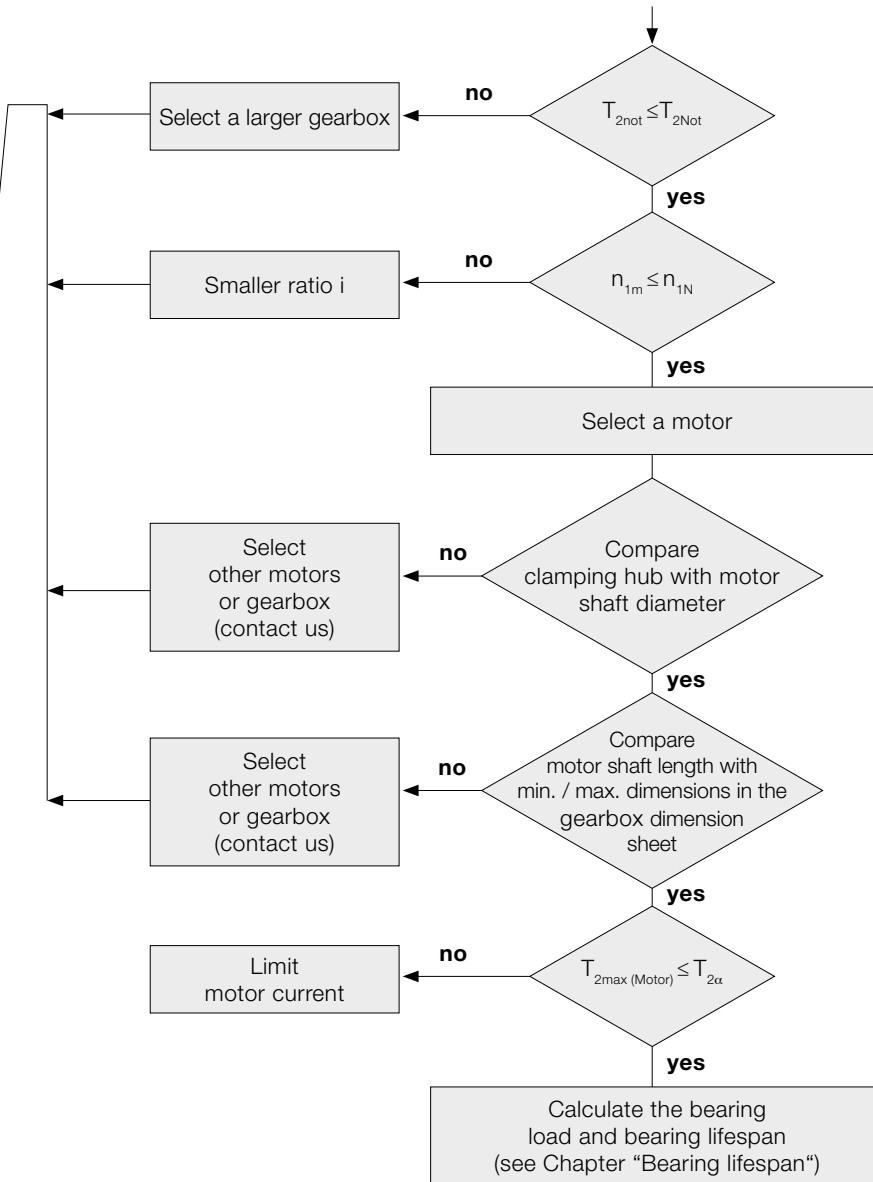 no
Select a larger gearbox
T2not ≤ T2Not
yes
no
Smaller ratio i
n1m ≤ n1N
yes
Select a motor
Select
other motors
or gearbox
(contact us)
no
Compare
clamping hub with motor
shaft diameter
yes
Select
other motors
or gearbox
(contact us)
no
Compare
motor shaft length with
min. / max. dimensions in the
gearbox dimension
sheet
yes
Limit
motor current
no
T2max (Motor) ≤ T2α
yes
Calculate the bearing
load and bearing lifespan
(see Chapter “Bearing lifespan“)